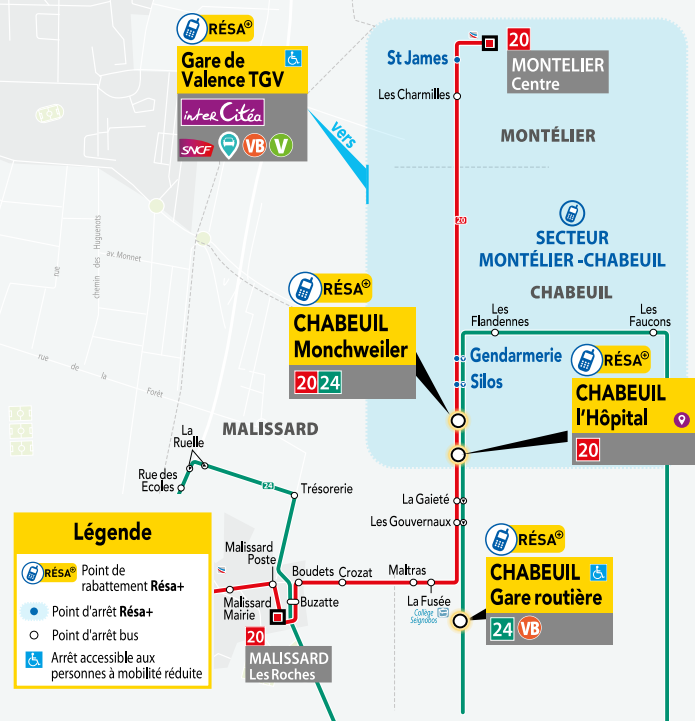 RÉSA+
Gare de
Valence TGV
interCitéa
SNCF
VB
V
vers
St James
Les Charmilles
20
MONTELIER
Centre
MONTÉLIER
20
SECTEUR
MONTÉLIER -CHABEUIL
CHABEUIL
Les
Flandennes
Les
Faucons
chemin des Huguenots
rue
av. Monnet
rue de la Forêt
RÉSA+
CHABEUIL
Monchweiler
20 24
Gendarmerie
Silos
RÉSA+
CHABEUIL
l'Hôpital
20
MALISSARD
La
Ruelle
Rue des
Ecoles
24
Trésorerie
La Gaieté
Les Gouvernaux
Malissard
Poste
Boudets
Crozat
Maltras
La Fusée
Collège
Seignobos
Malissard
Mairie
Buzatte
20
MALISSARD
Les Roches
RÉSA+
CHABEUIL
Gare routière
24 VB
Légende
RÉSA+ Point de
rabattement Résa+
Point d'arrêt Résa+
Point d'arrêt bus
Arrêt accessible aux
personnes à mobilité réduite